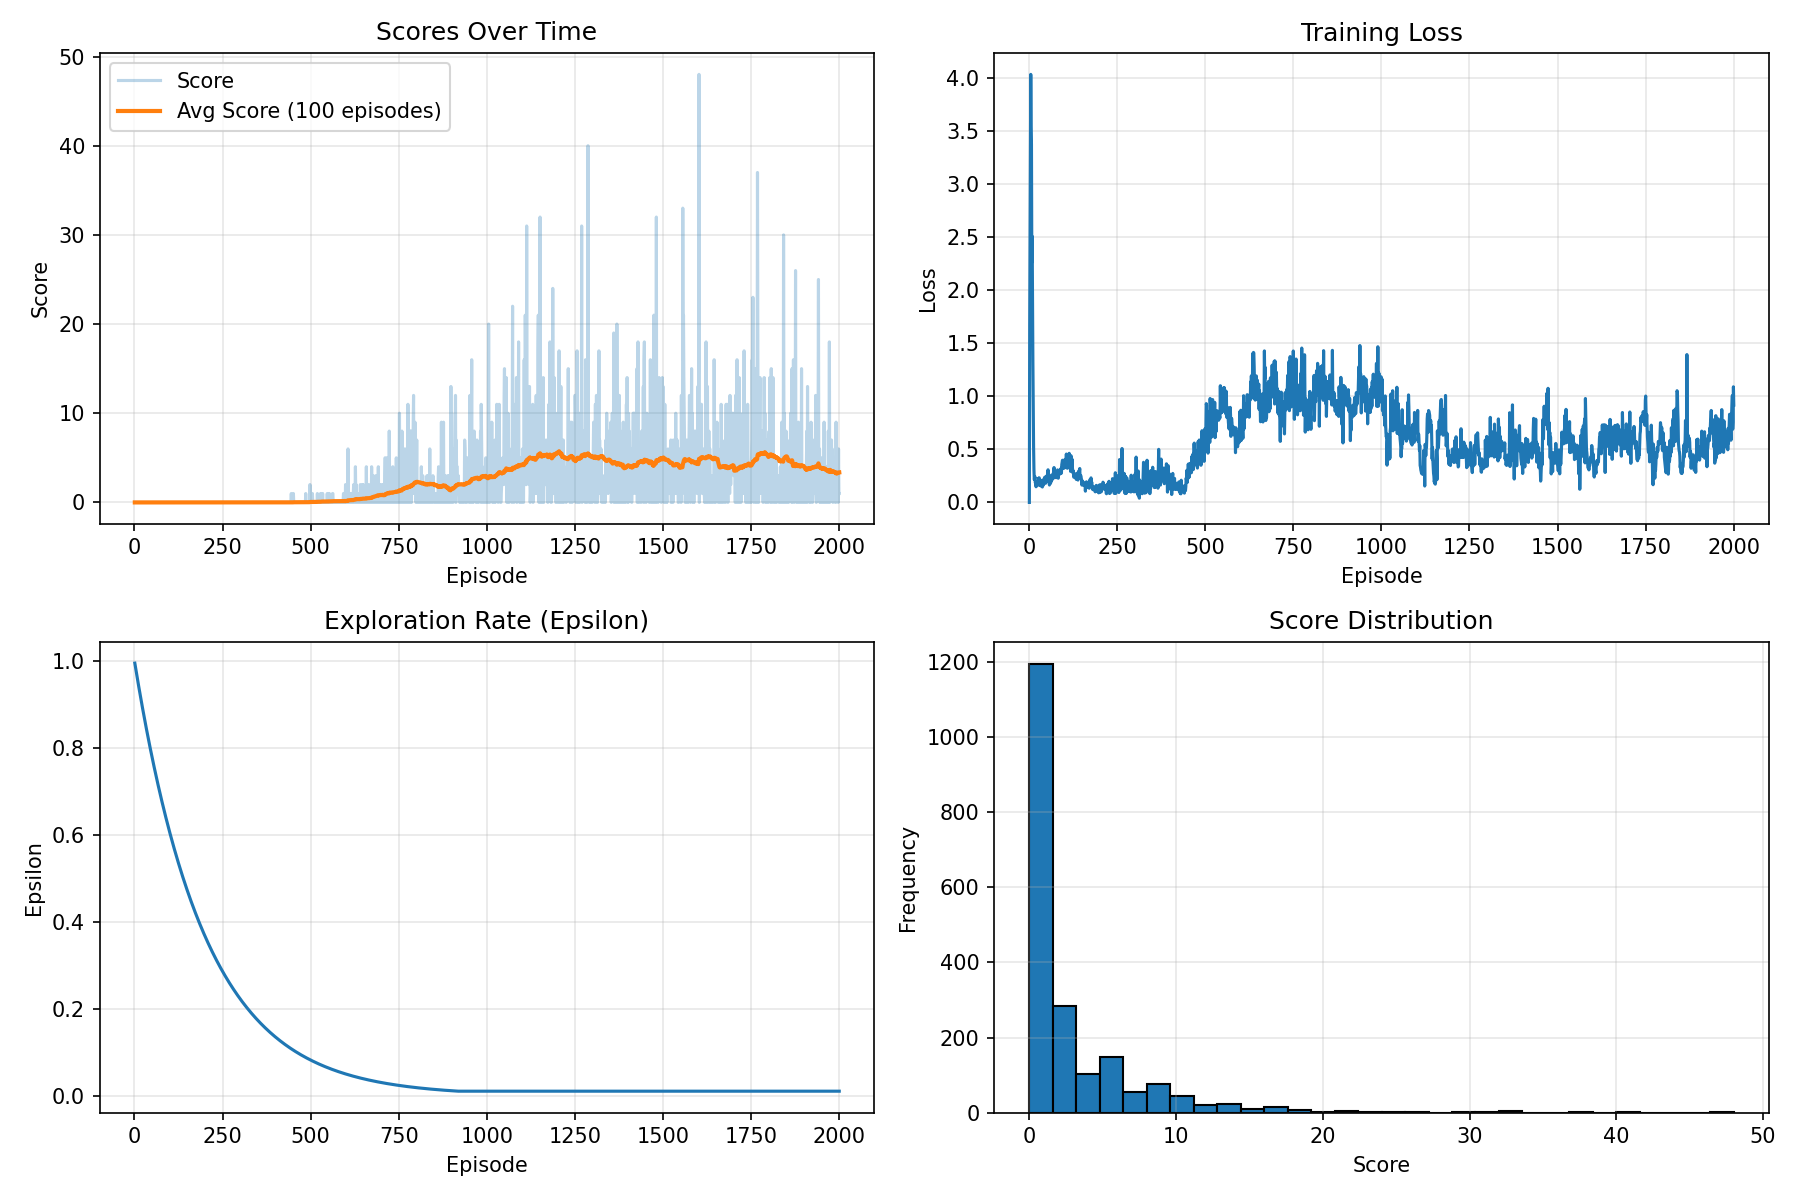 Scores Over Time
50
40
30
20
10
0
Score
Score
Avg Score (100 episodes)
0 250 500 750 1000 1250 1500 1750 2000
Episode
Training Loss
4.0
3.5
3.0
2.5
2.0
1.5
1.0
0.5
0.0
Loss
0 250 500 750 1000 1250 1500 1750 2000
Episode
Exploration Rate (Epsilon)
1.0
0.8
0.6
0.4
0.2
0.0
Epsilon
0 250 500 750 1000 1250 1500 1750 2000
Episode
Score Distribution
1200
1000
800
600
400
200
0
Frequency
0 10 20 30 40 50
Score